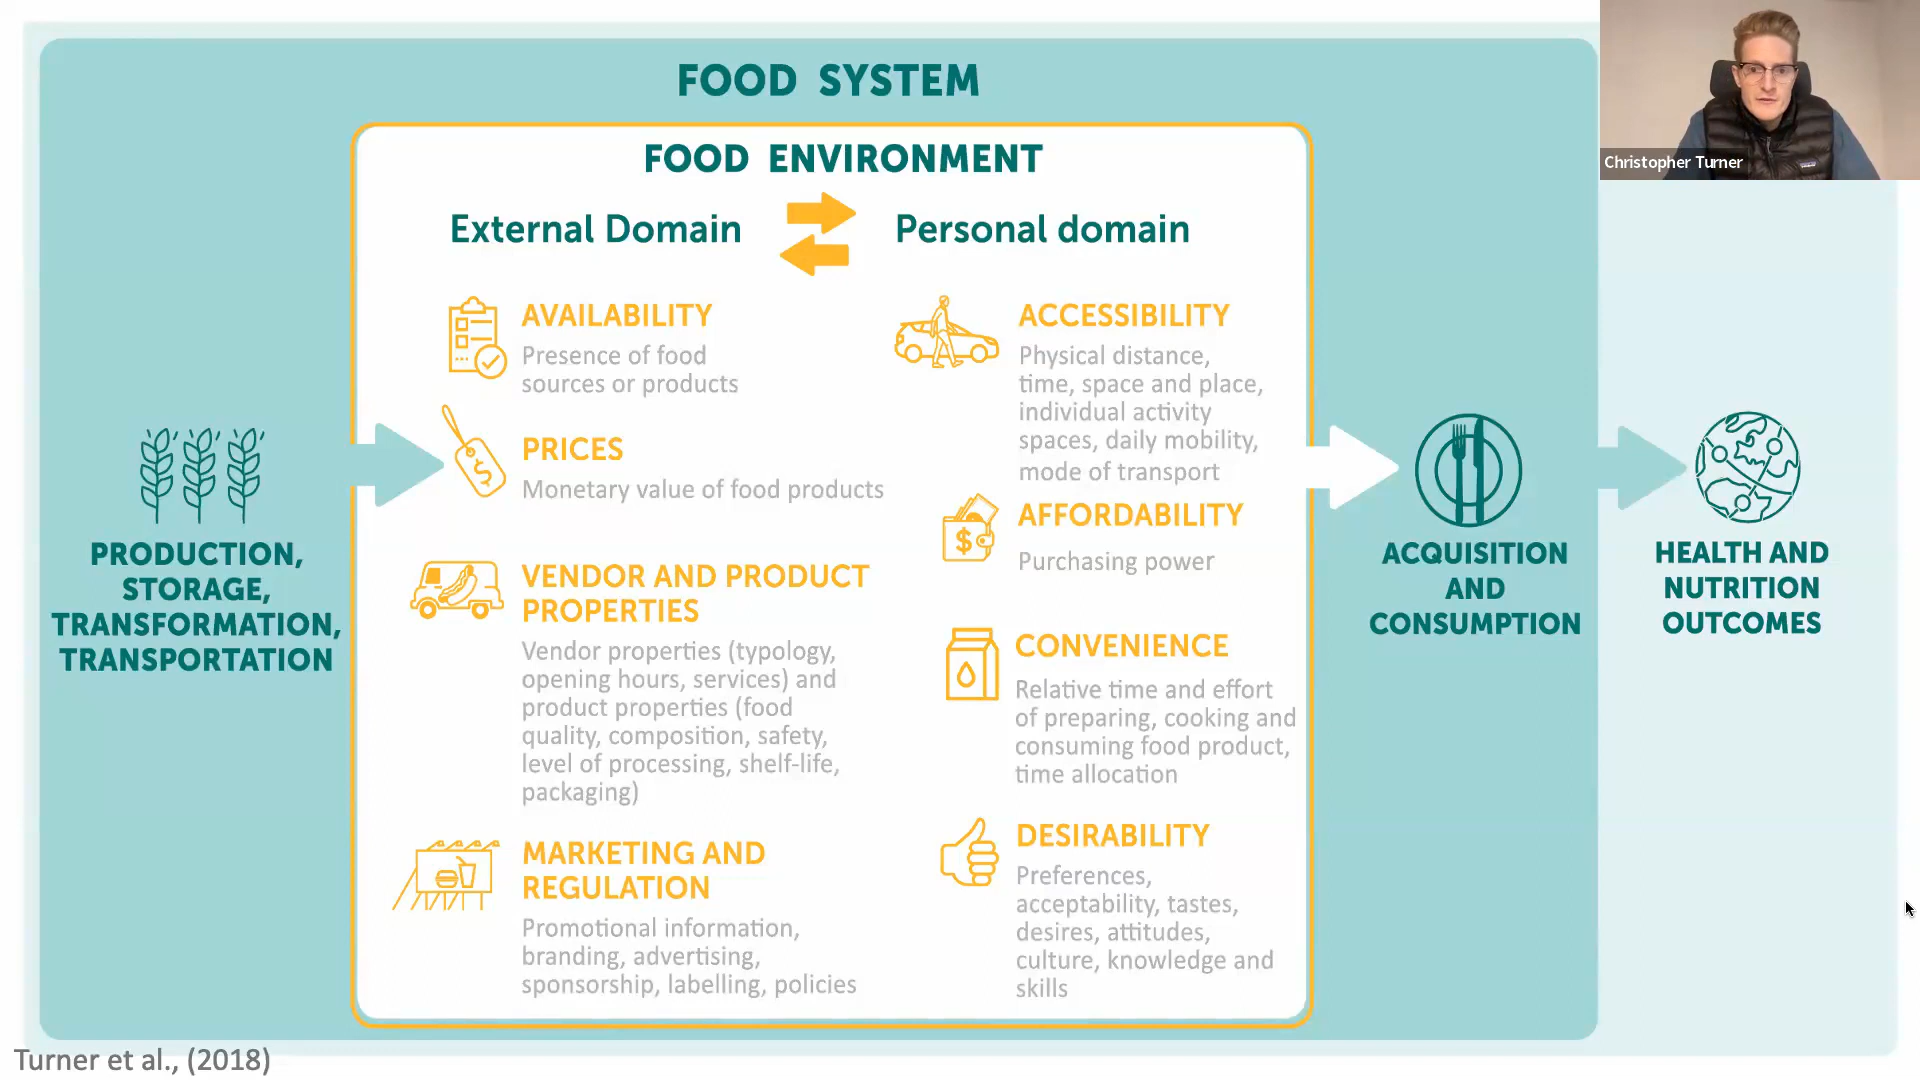 FOOD SYSTEM
Christopher Turner
FOOD ENVIRONMENT
External Domain
Personal domain
AVAILABILITY
Presence of food
sources or products
PRICES
Monetary value of food products
VENDOR AND PRODUCT
PROPERTIES
Vendor properties (typology,
opening hours, services) and
product properties (food
quality, composition, safety,
level of processing, shelf-life,
packaging)
MARKETING AND
REGULATION
Promotional information,
branding, advertising,
sponsorship, labelling, policies
ACCESSIBILITY
Physical distance,
time, space and place,
individual activity
spaces, daily mobility,
mode of transport
AFFORDABILITY
Purchasing power
CONVENIENCE
Relative time and effort
of preparing, cooking and
consuming food product,
time allocation
DESIRABILITY
Preferences,
acceptability, tastes,
desires, attitudes,
culture, knowledge and
skills
PRODUCTION,
STORAGE,
TRANSFORMATION,
TRANSPORTATION
ACQUISITION
AND
CONSUMPTION
HEALTH AND
NUTRITION
OUTCOMES
Turner et al., (2018)